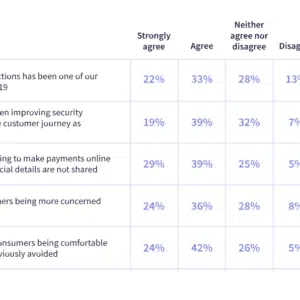 Neither
Strongly agree nor
agree Agree disagree Disag
ctions has been one of our
19
22% 33% 28% 13%
en improving security
e customer journey as
19% 39% 32% 7%
ing to make payments online
cial details are not shared
29% 39% 25% 5%
ners being more concerned
24% 36% 28% 8%
onsumers being comfortable
viously avoided
24% 42% 26% 5%